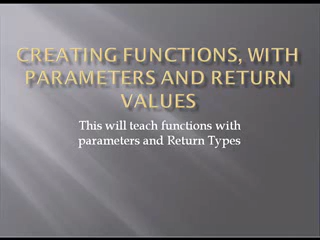 CREATING FUNCTIONS, WITH
PARAMETERS AND RETURN
VALUES
This will teach functions with
parameters and Return Types